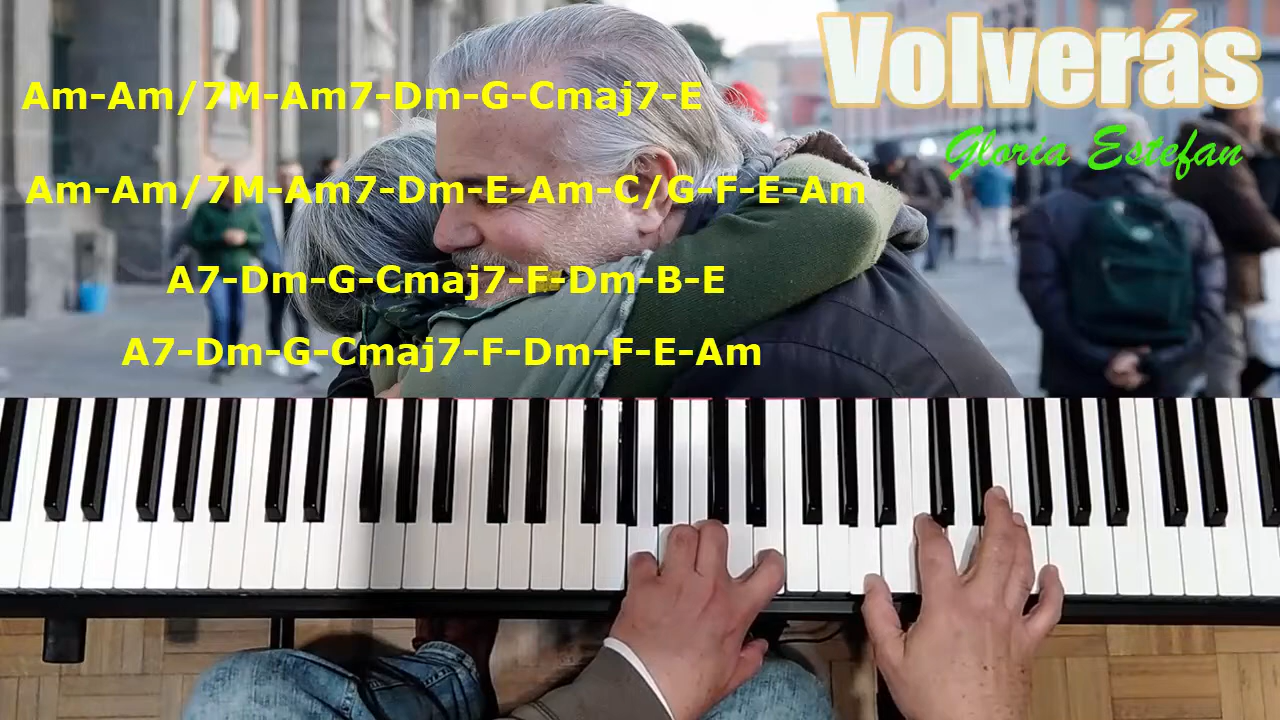 Volverás
Gloria Estefan
Am-Am/7M-Am7-Dm-G-Cmaj7-E
Am-Am/7M-Am7-Dm-E-Am-C/G-F-E-Am
A7-Dm-G-Cmaj7-F-Dm-B-E
A7-Dm-G-Cmaj7-F-Dm-F-E-Am